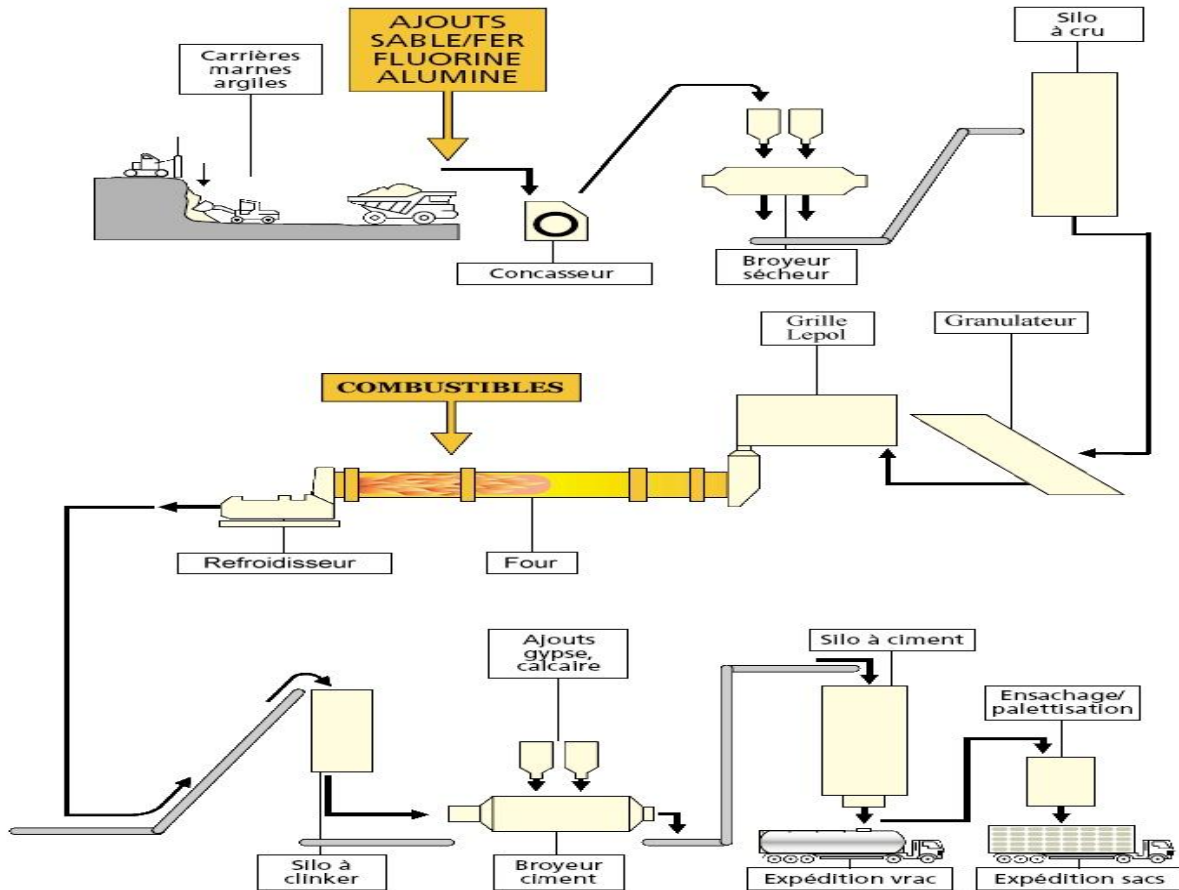 AJOUTS
SABLE/FER
FLUORINE
ALUMINE
Carrières
marnes
argiles
Silo
à cru
Concasseur
Broyeur
sécheur
Grille
Lepol
Granulateur
COMBUSTIBLES
Refroidisseur
Four
Ajouts
gypse,
calcaire
Silo à ciment
Ensachage/
palettisation
Silo à
clinker
Broyeur
ciment
Expédition vrac
Expédition sacs